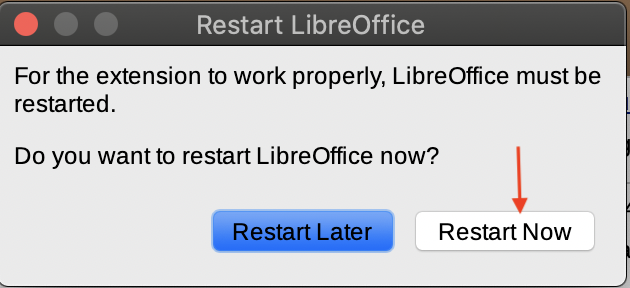 Restart LibreOffice
For the extension to work properly, LibreOffice must be
restarted.
Do you want to restart LibreOffice now?
Restart Later
Restart Now